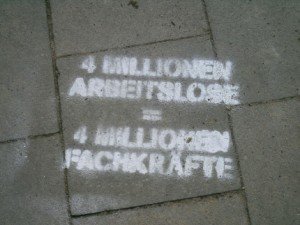 4 MILLIONEN
ARBEITSLOSE
=
4 MILLIONEN
FACHKRÄFTE